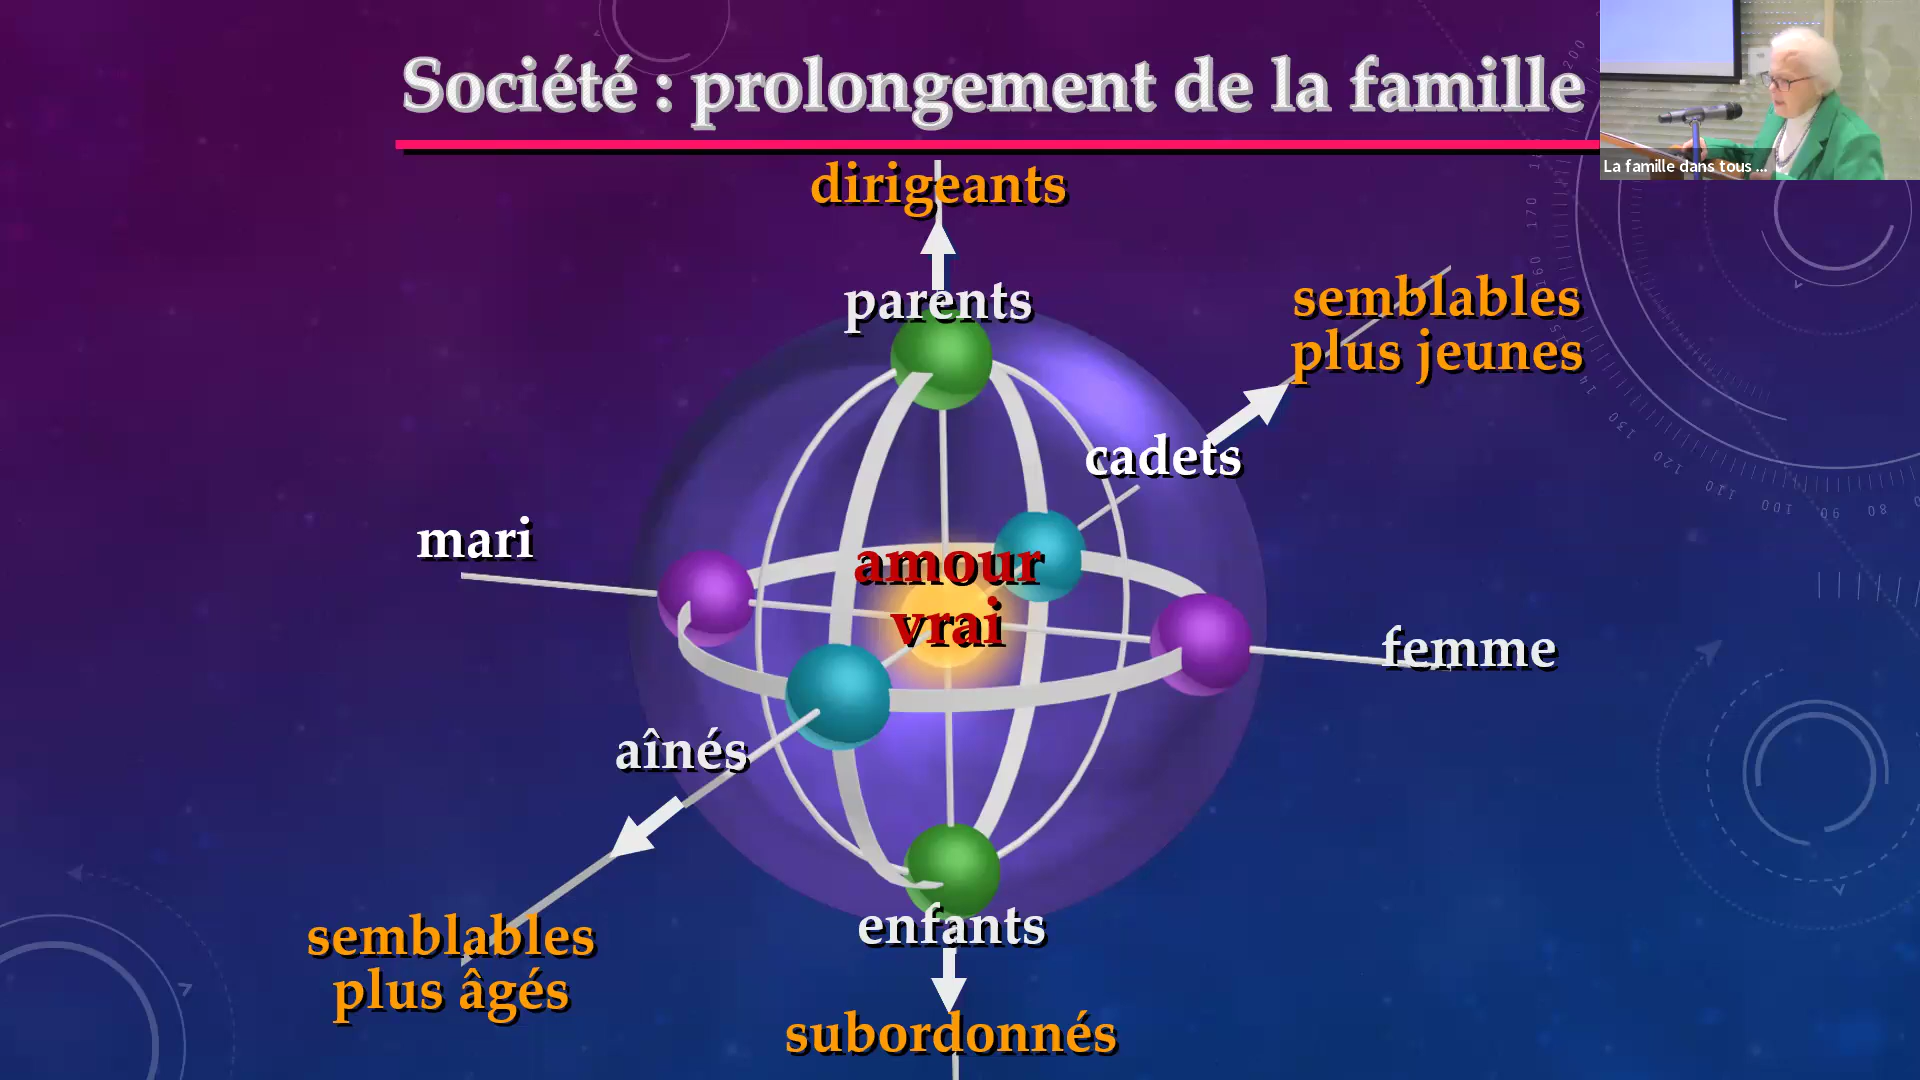 Société : prolongement de la famille
La famille dans tous ...
dirigeants
parents
semblables
plus jeunes
cadets
mari
amour
vrai
femme
aînés
enfants
semblables
plus âgés
subordonnés